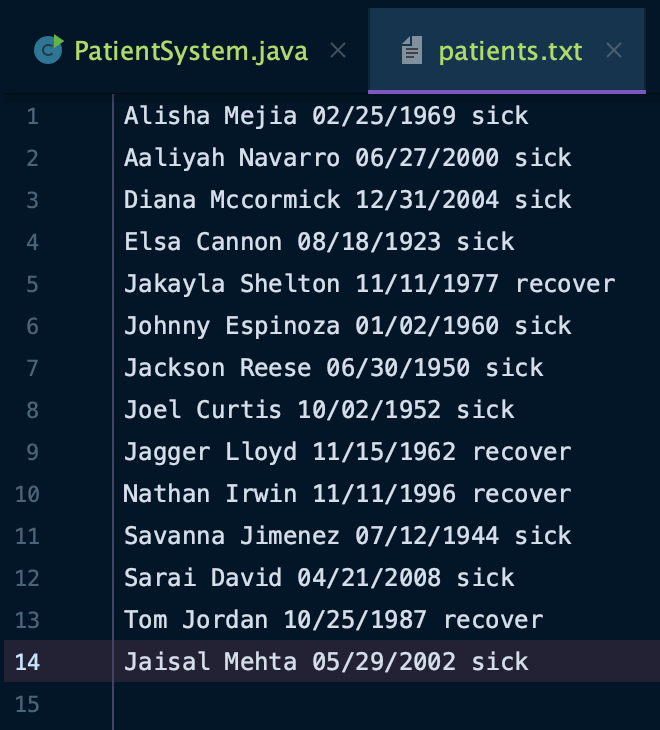 PatientSystem.java
patients.txt
1 Alisha Mejia 02/25/1969 sick
2 Aaliyah Navarro 06/27/2000 sick
3 Diana Mccormick 12/31/2004 sick
4 Elsa Cannon 08/18/1923 sick
5 Jakayla Shelton 11/11/1977 recover
6 Johnny Espinoza 01/02/1960 sick
7 Jackson Reese 06/30/1950 sick
8 Joel Curtis 10/02/1952 sick
9 Jagger Lloyd 11/15/1962 recover
10 Nathan Irwin 11/11/1996 recover
11 Savanna Jimenez 07/12/1944 sick
12 Sarai David 04/21/2008 sick
13 Tom Jordan 10/25/1987 recover
14 Jaisal Mehta 05/29/2002 sick
15